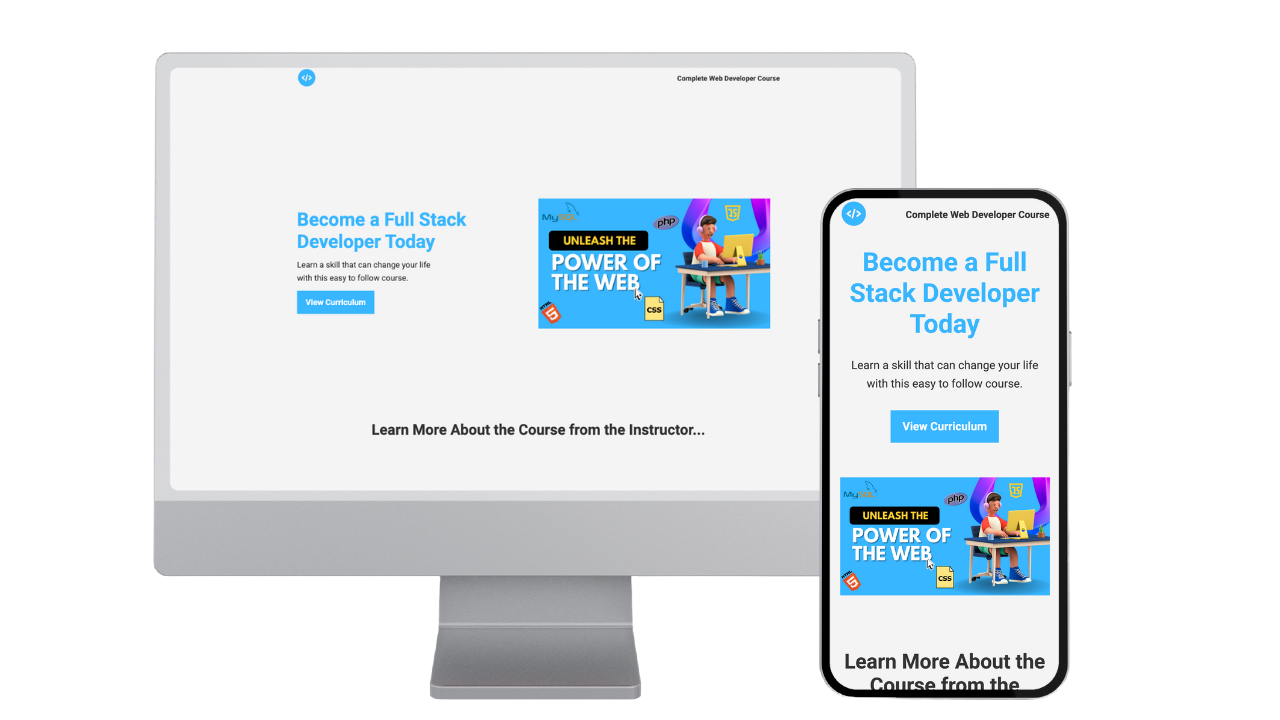 </>
Complete Web Developer Course
Become a Full Stack
Developer Today
Learn a skill that can change your life
with this easy to follow course.
View Curriculum
My
php
JS
UNLEASH THE
POWER OF
THE WEB
HTML
5
CSS
Learn More About the Course from the Instructor...
</>
Complete Web Developer Course
Become a Full
Stack Developer
Today
Learn a skill that can change your life
with this easy to follow course.
View Curriculum
My
php
JS
UNLEASH THE
POWER OF
THE WEB
HTML
5
CSS
Learn More About the
Course from the